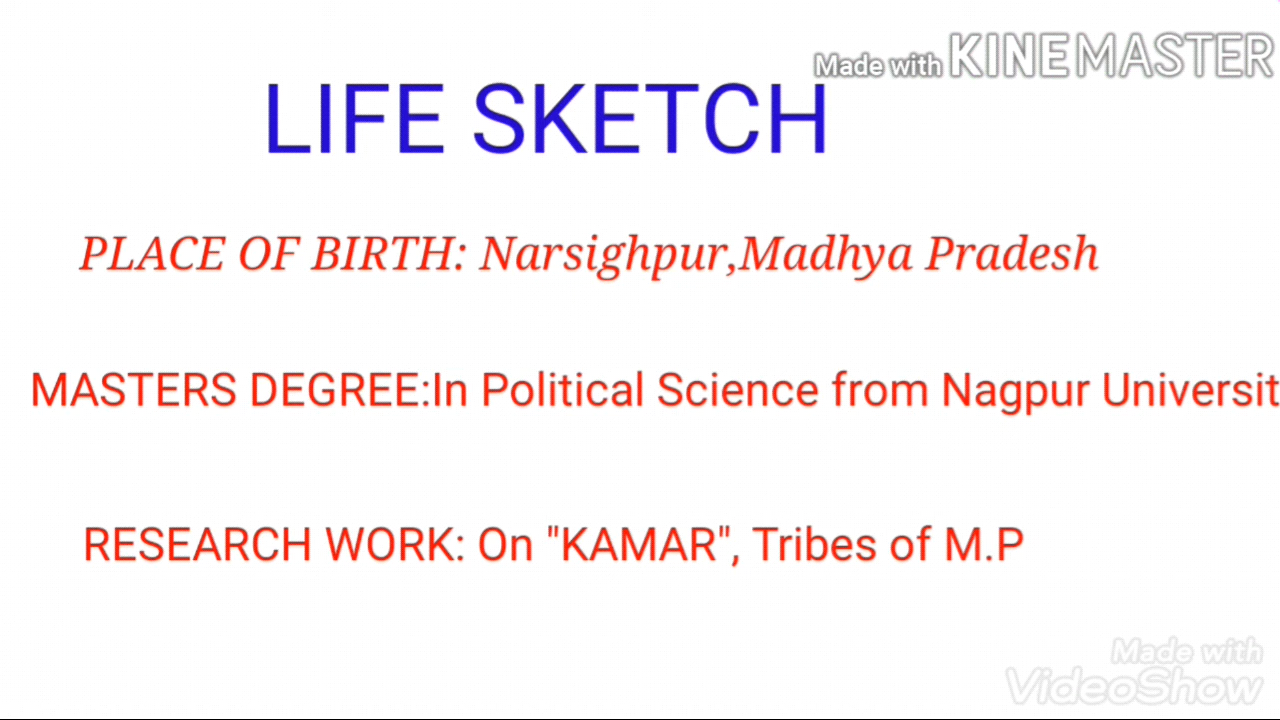 Made with KINEMASTER
LIFE SKETCH
PLACE OF BIRTH: Narsighpur,Madhya Pradesh
MASTERS DEGREE:In Political Science from Nagpur Universit
RESEARCH WORK: On "KAMAR", Tribes of M.P
Made with
VideoShow